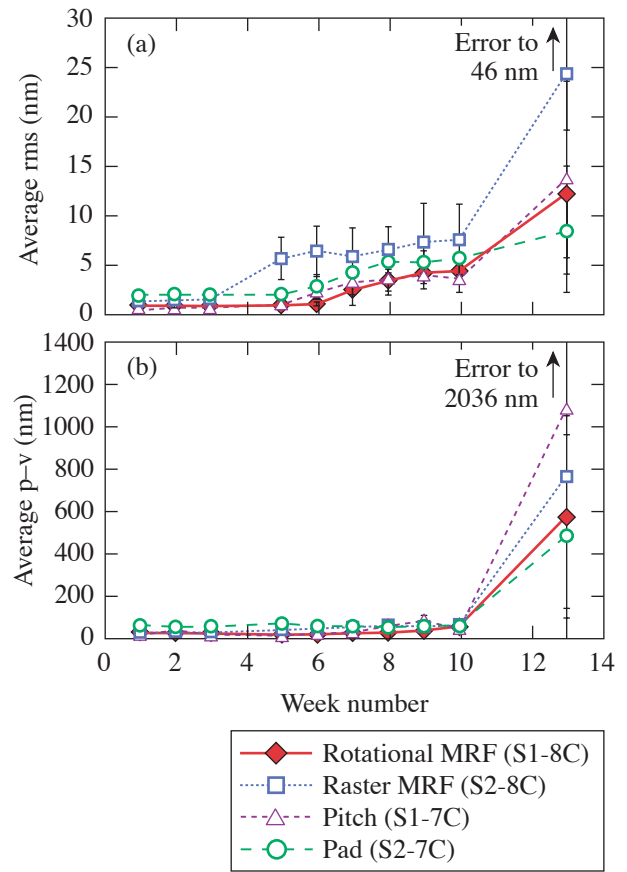 30
25
20
15
10
5
0
Average rms (nm)
(a)
Error to
46 nm
1400
1200
1000
800
600
400
200
0
Average p–v (nm)
(b)
Error to
2036 nm
0 2 4 6 8 10 12 14
Week number
Rotational MRF (S1-8C)
Raster MRF (S2-8C)
Pitch (S1-7C)
Pad (S2-7C)